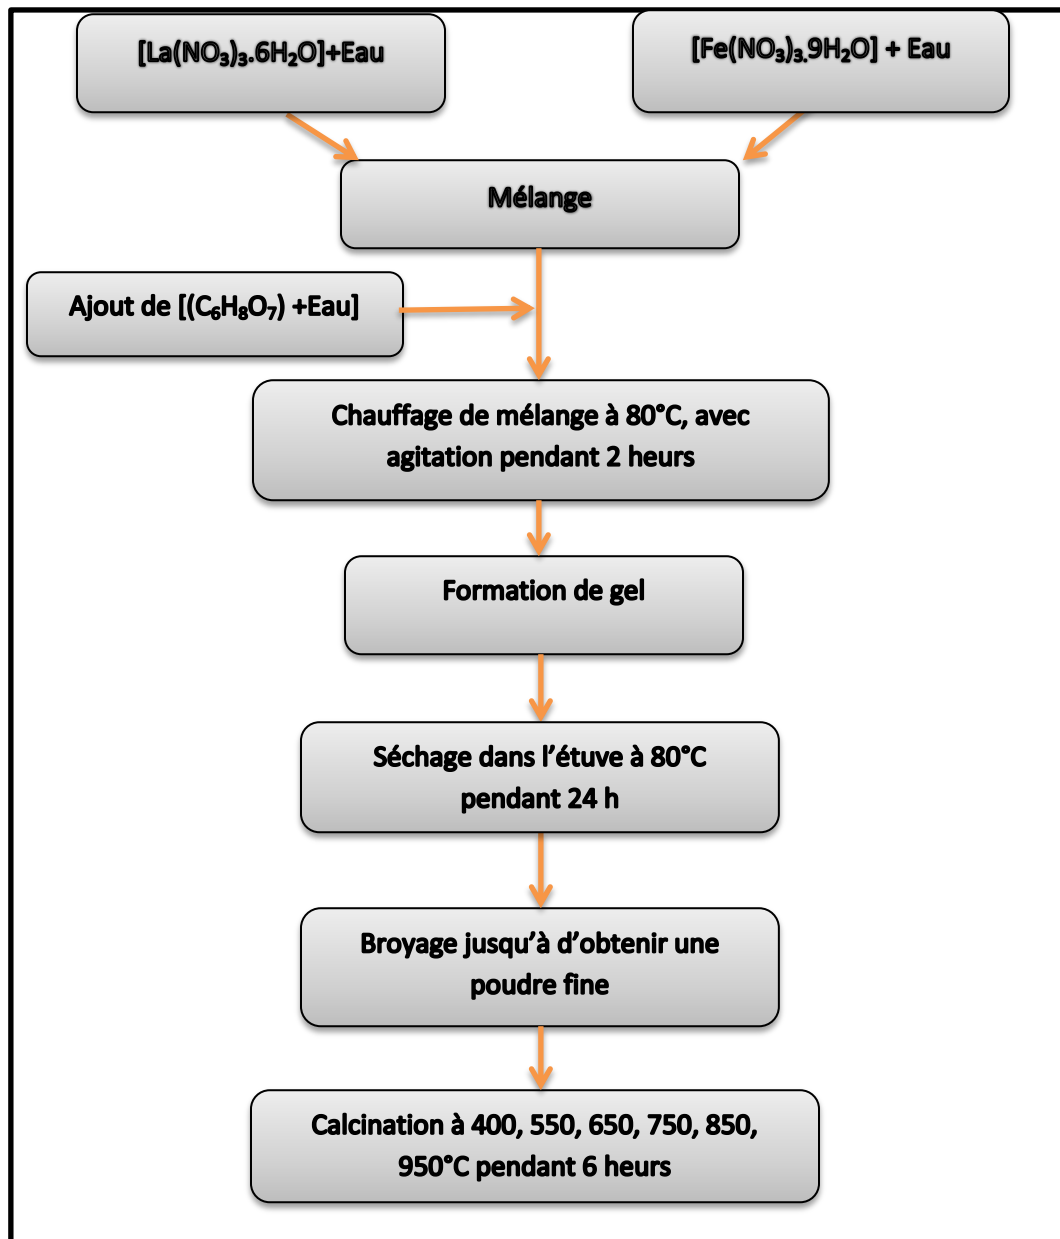 [La(NO₃)₃.6H₂O]+Eau
[Fe(NO₃)₃.9H₂O] + Eau
Mélange
Ajout de [(C₆H₈O₇) +Eau]
Chauffage de mélange à 80°C, avec
agitation pendant 2 heurs
Formation de gel
Séchage dans l’étuve à 80°C
pendant 24 h
Broyage jusqu’à d’obtenir une
poudre fine
Calcination à 400, 550, 650, 750, 850,
950°C pendant 6 heurs